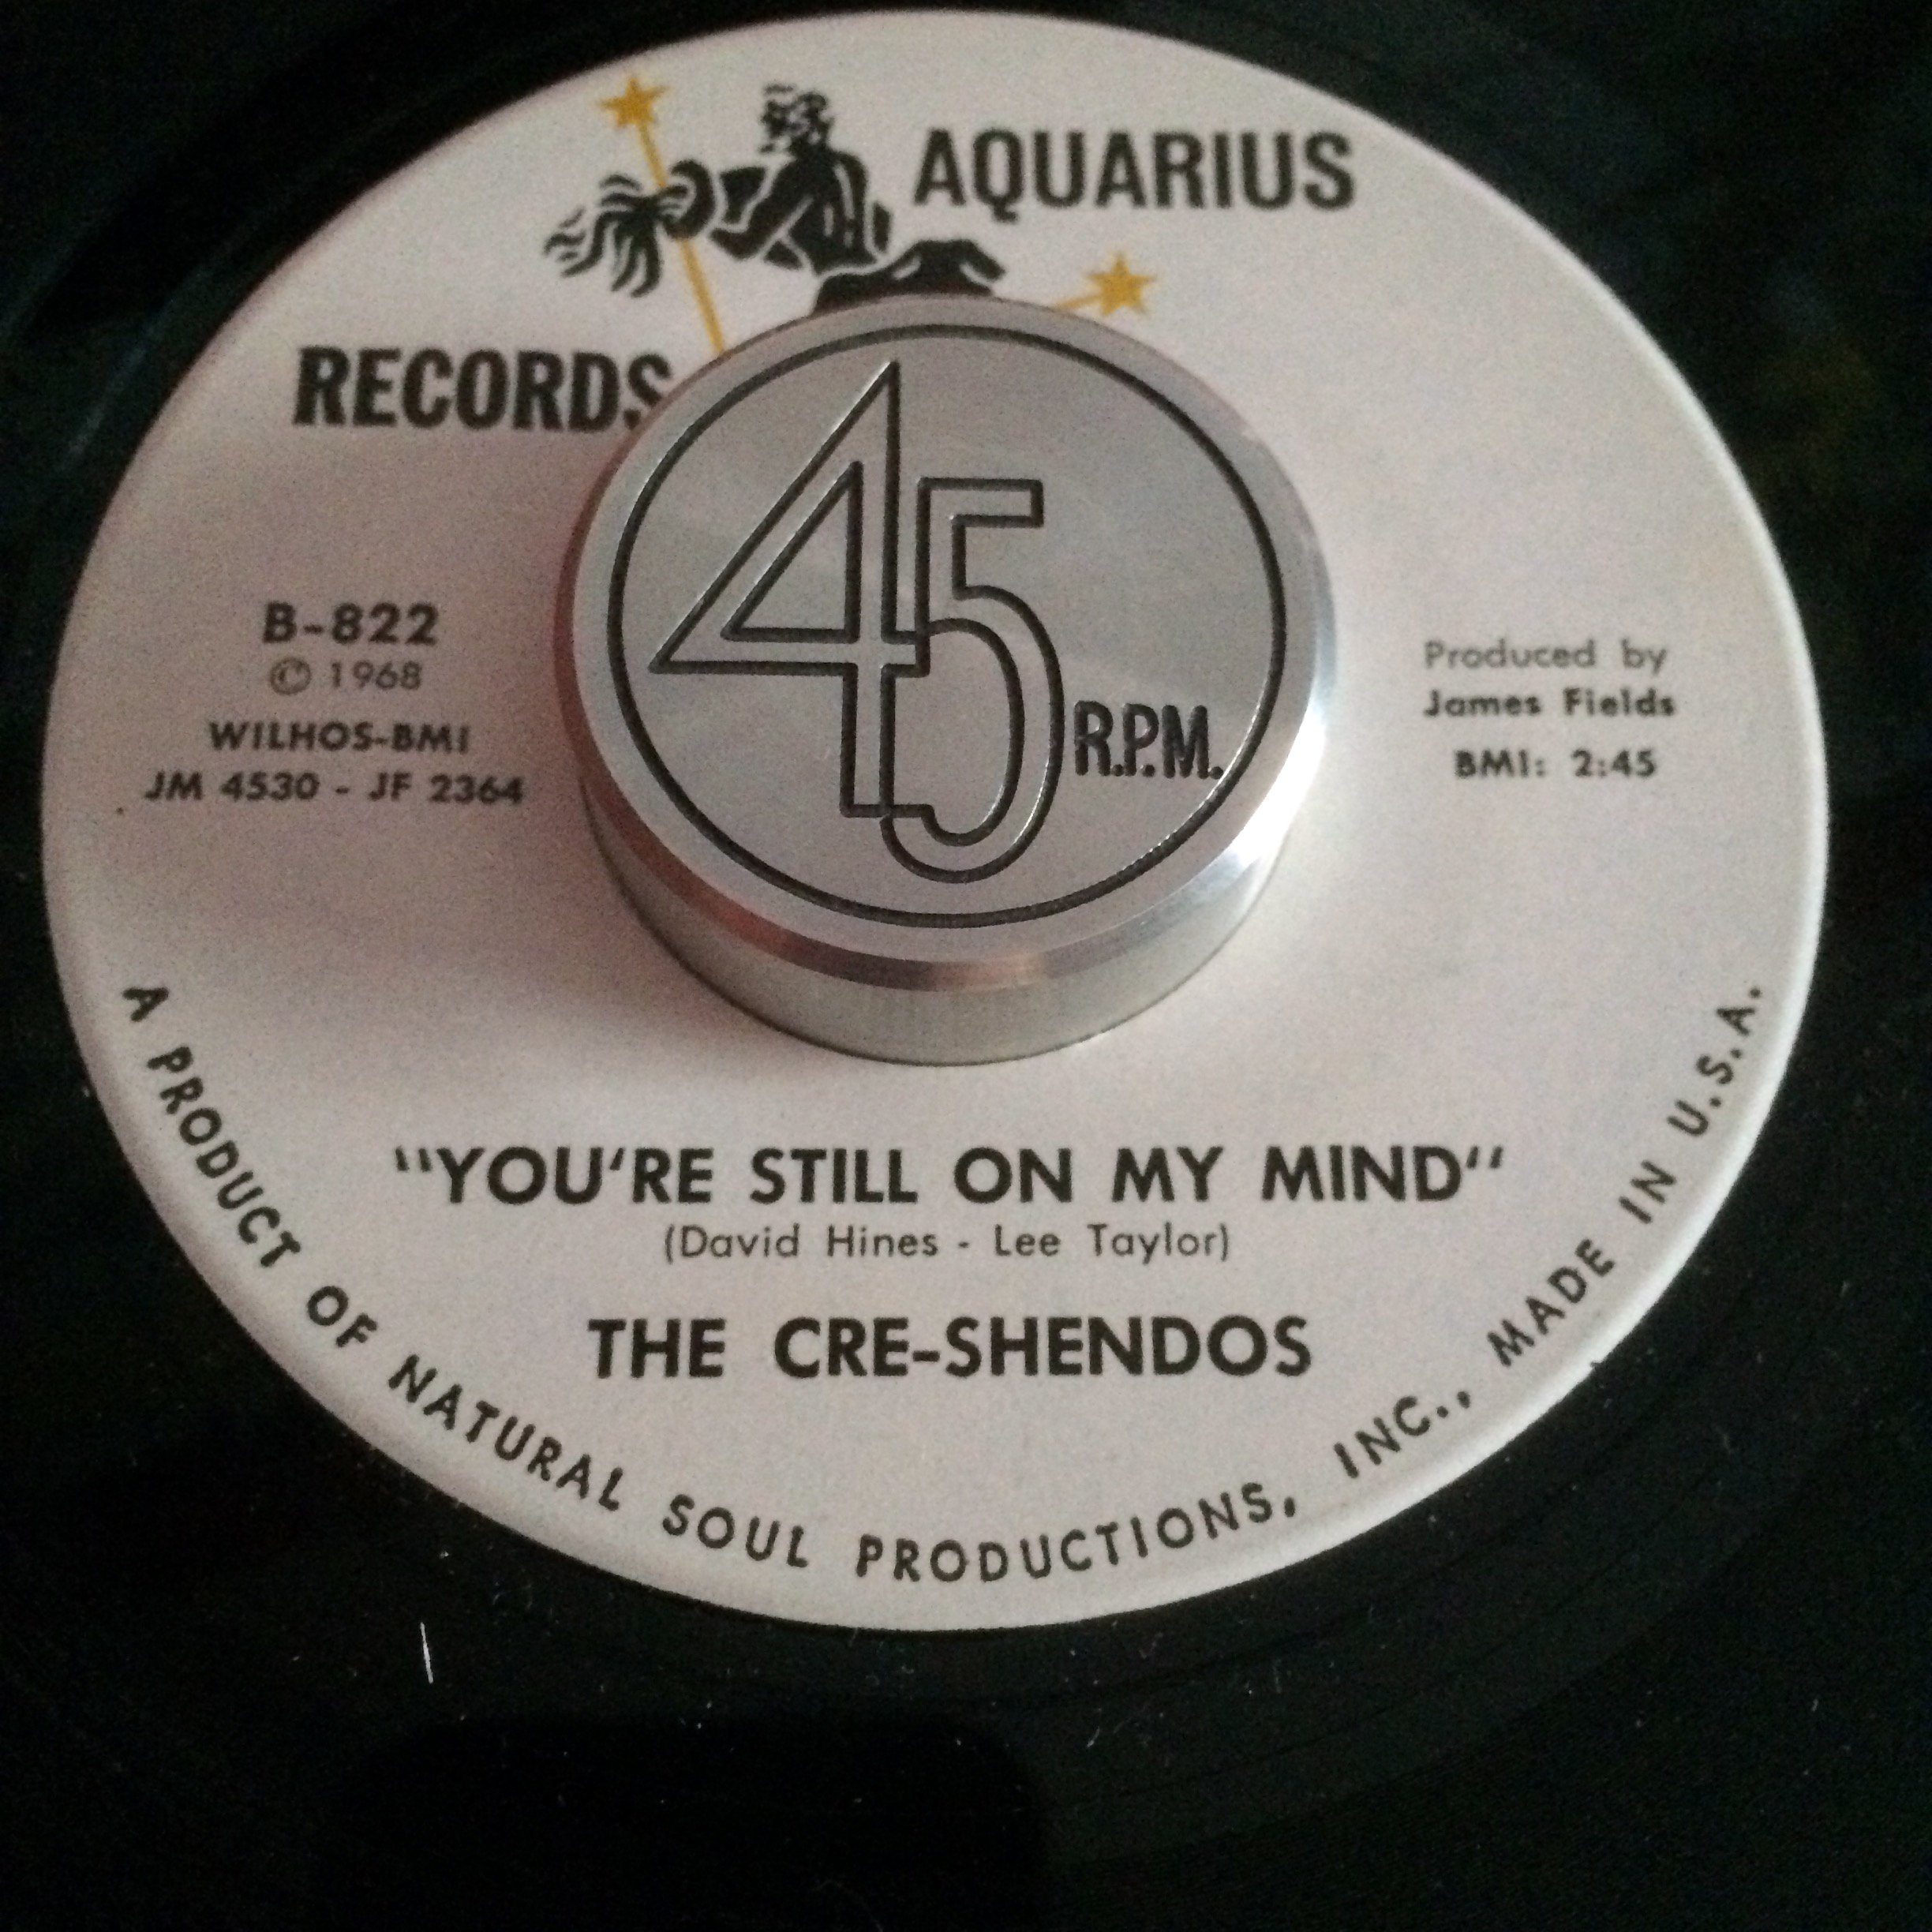 AQUARIUS
RECORDS
45 R.P.M.
B-822
© 1968
WILHOS-BMI
JM 4530 - JF 2364
Produced by
James Fields
BMI: 2:45
"YOU'RE STILL ON MY MIND"
(David Hines - Lee Taylor)
THE CRE-SHENDOS
A PRODUCT OF NATURAL SOUL PRODUCTIONS, INC., MADE IN U.S.A.